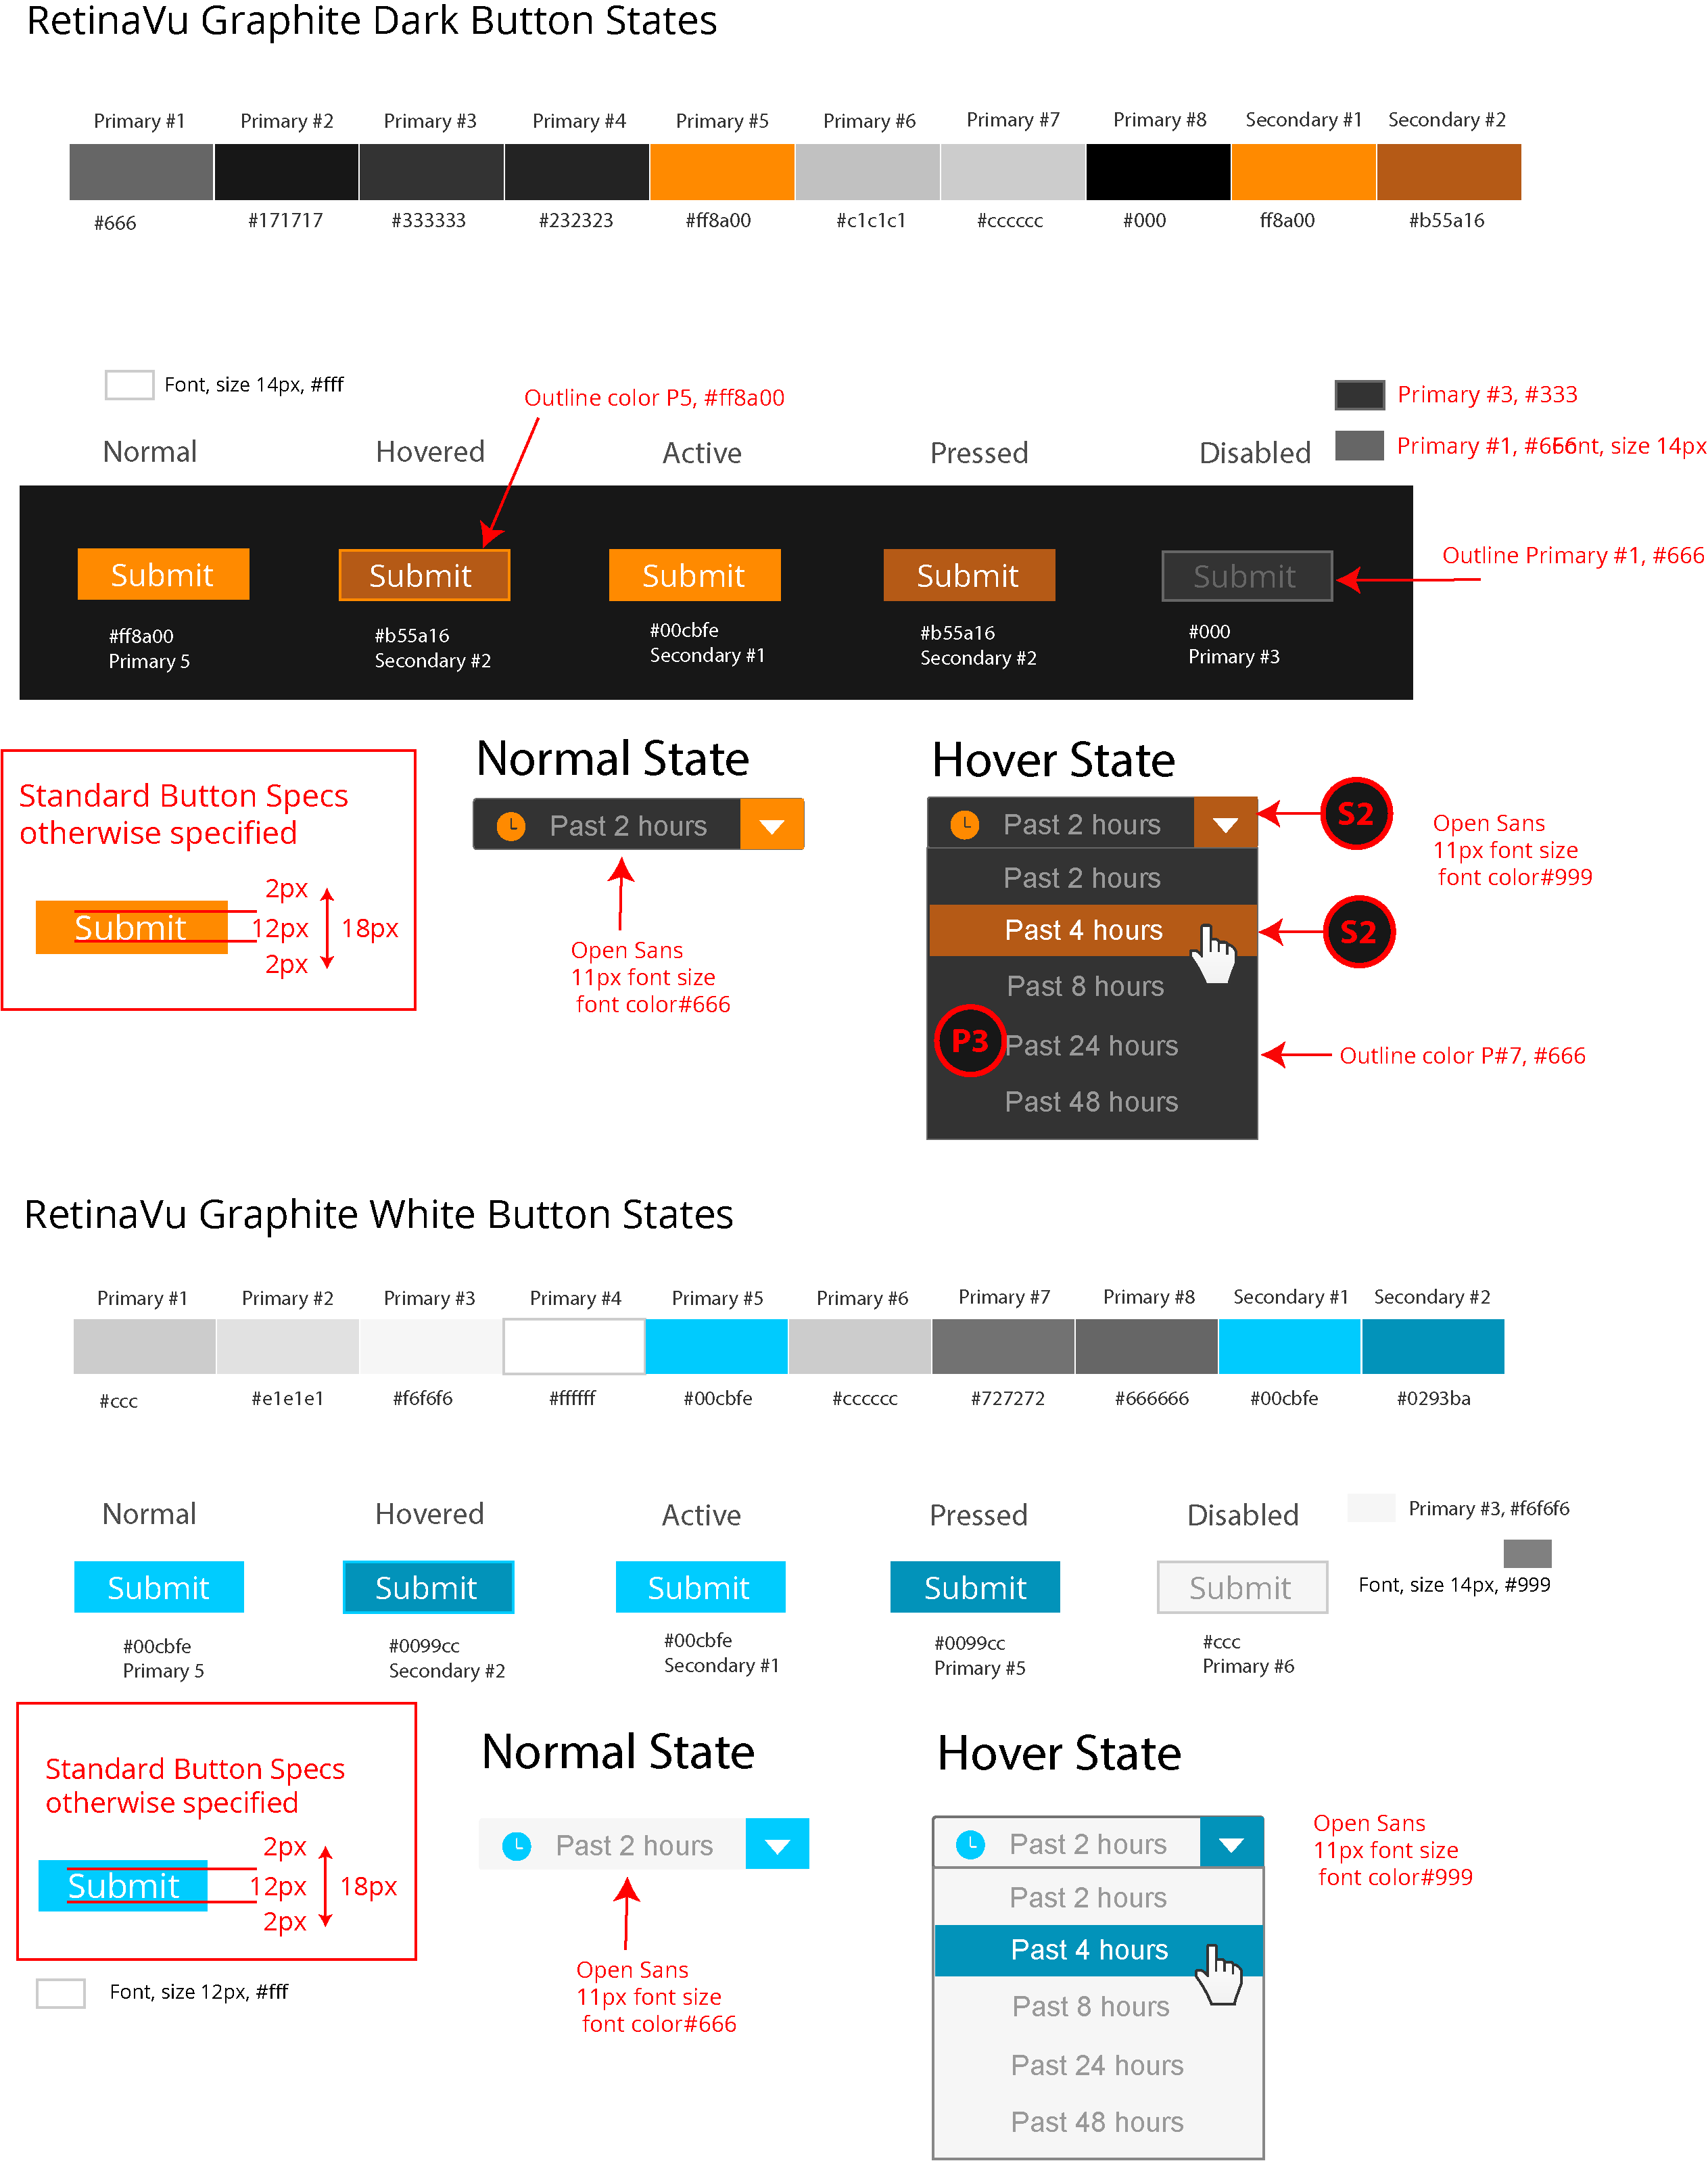 RetinaVu Graphite Dark Button States
Primary #1 Primary #2 Primary #3 Primary #4 Primary #5 Primary #6 Primary #7 Primary #8 Secondary #1 Secondary #2
#666 #171717 #333333 #232323 #ff8a00 #c1c1c1 #cccccc #000 ff8a00 #b55a16
Font, size 14px, #fff
Outline color P5, #ff8a00
Primary #3, #333
Primary #1, #666
Font, size 14px
Normal Hovered Active Pressed Disabled
Submit Submit Submit Submit Submit
Outline Primary #1, #666
#ff8a00
Primary 5
#b55a16
Secondary #2
#00cbfe
Secondary #1
#b55a16
Secondary #2
#000
Primary #3
Standard Button Specs
otherwise specified
Submit
2px
12px
2px
18px
Normal State
Past 2 hours
Open Sans
11px font size
font color#666
Hover State
Past 2 hours
S2
Past 2 hours
Past 4 hours
S2
Past 8 hours
P3
Past 24 hours
Past 48 hours
Open Sans
11px font size
font color#999
Outline color P#7, #666
RetinaVu Graphite White Button States
Primary #1 Primary #2 Primary #3 Primary #4 Primary #5 Primary #6 Primary #7 Primary #8 Secondary #1 Secondary #2
#ccc #e1e1e1 #f6f6f6 #ffffff #00cbfe #cccccc #727272 #666666 #00cbfe #0293ba
Normal Hovered Active Pressed Disabled
Primary #3, #f6f6f6
Font, size 14px, #999
Submit Submit Submit Submit Submit
#00cbfe
Primary 5
#0099cc
Secondary #2
#00cbfe
Secondary #1
#0099cc
Primary #5
#ccc
Primary #6
Standard Button Specs
otherwise specified
Submit
2px
12px
2px
18px
Font, size 12px, #fff
Normal State
Past 2 hours
Open Sans
11px font size
font color#666
Hover State
Past 2 hours
Past 2 hours
Past 4 hours
Past 8 hours
Past 24 hours
Past 48 hours
Open Sans
11px font size
font color#999